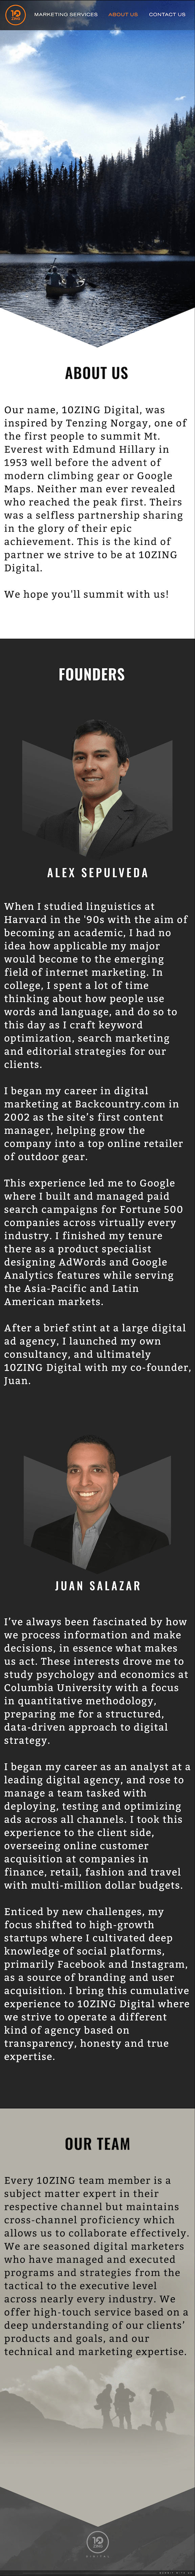 10
ZING
MARKETING SERVICES
ABOUT US
CONTACT US
ABOUT US
Our name, 10ZING Digital, was
inspired by Tenzing Norgay, one of
the first people to summit Mt.
Everest with Edmund Hillary in
1953 well before the advent of
modern climbing gear or Google
Maps. Neither man ever revealed
who reached the peak first. Theirs
was a selfless partnership sharing
in the glory of their epic
achievement. This is the kind of
partner we strive to be at 10ZING
Digital.
We hope you'll summit with us!
FOUNDERS
ALEX SEPULVEDA
When I studied linguistics at
Harvard in the '90s with the aim of
becoming an academic, I had no
idea how applicable my major
would become to the emerging
field of internet marketing. In
college, I spent a lot of time
thinking about how people use
words and language, and do so to
this day as I craft keyword
optimization, search marketing
and editorial strategies for our
clients.
I began my career in digital
marketing at Backcountry.com in
2002 as the site's first content
manager, helping grow the
company into a top online retailer
of outdoor gear.
This experience led me to Google
where I built and managed paid
search campaigns for Fortune 500
companies across virtually every
industry. I finished my tenure
there as a product specialist
designing AdWords and Google
Analytics features while serving
the Asia-Pacific and Latin
American markets.
After a brief stint at a large digital
ad agency, I launched my own
consultancy, and ultimately
10ZING Digital with my co-founder,
Juan.
JUAN SALAZAR
I've always been fascinated by how
we process information and make
decisions, in essence what makes
us act. These interests drove me to
study psychology and economics at
Columbia University with a focus
in quantitative methodology,
preparing me for a structured,
data-driven approach to digital
strategy.
I began my career as an analyst at a
leading digital agency, and rose to
manage a team tasked with
deploying, testing and optimizing
ads across all channels. I took this
experience to the client side,
overseeing online customer
acquisition at companies in
finance, retail, fashion and travel
with multi-million dollar budgets.
Enticed by new challenges, my
focus shifted to high-growth
startups where I cultivated deep
knowledge of social platforms,
primarily Facebook and Instagram,
as a source of branding and user
acquisition. I bring this cumulative
experience to 10ZING Digital where
we strive to operate a different
kind of agency based on
transparency, honesty and true
expertise.
OUR TEAM
Every 10ZING team member is a
subject matter expert in their
respective channel but maintains
cross-channel proficiency which
allows us to collaborate effectively.
We are seasoned digital marketers
who have managed and executed
programs and strategies from the
tactical to the executive level
across nearly every industry. We
offer high-touch service based on a
deep understanding of our clients'
products and goals, and our
technical and marketing expertise.
10
ZING
DIGITAL
SUMMIT WITH US